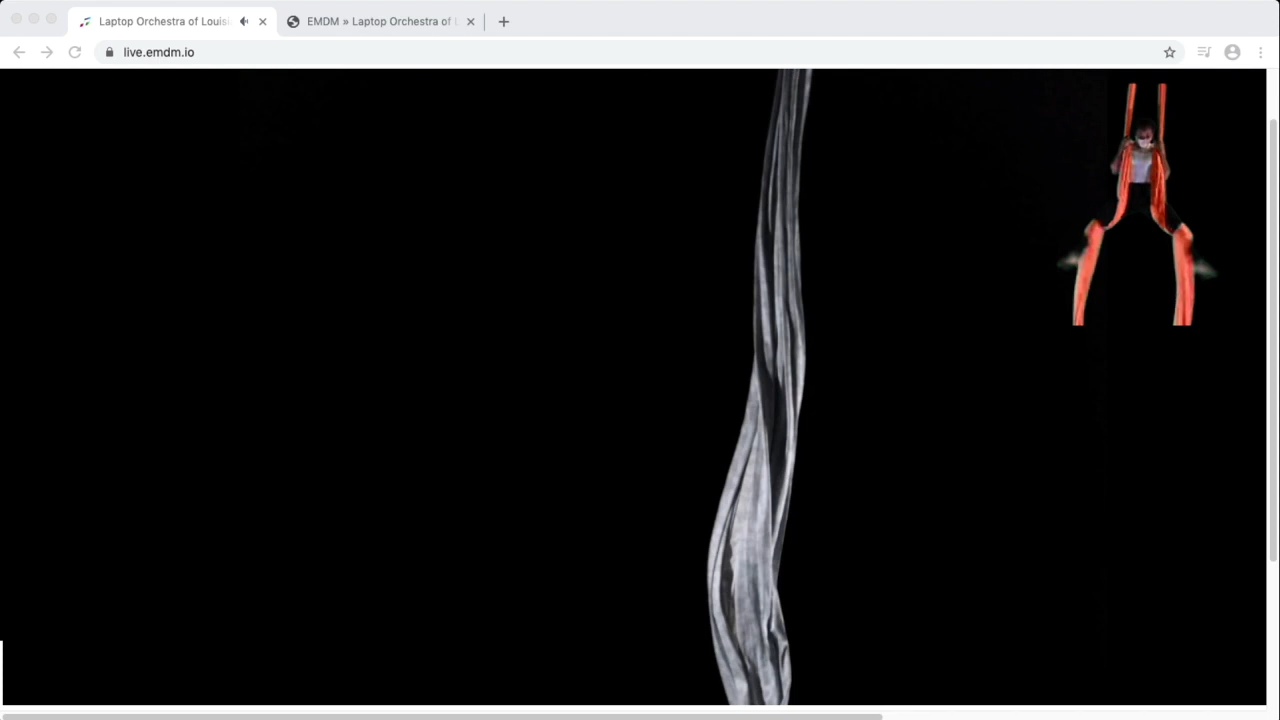 Laptop Orchestra of Louisi
EMDM » Laptop Orchestra of L
live.emdm.io